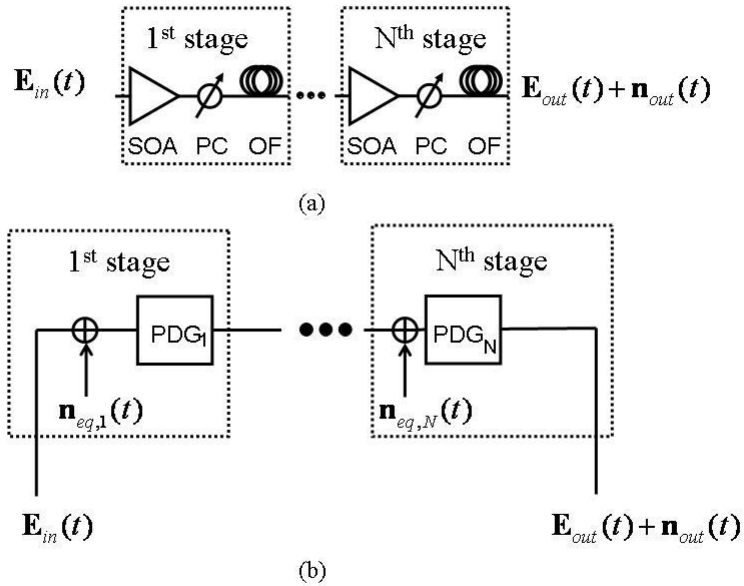 1st stage
Nth stage
Ein(t)
Eout(t)+nout(t)
SOA PC OF
SOA PC OF
(a)
1st stage
Nth stage
PDG1
PDGN
neq,1(t)
neq,N(t)
Ein(t)
Eout(t)+nout(t)
(b)